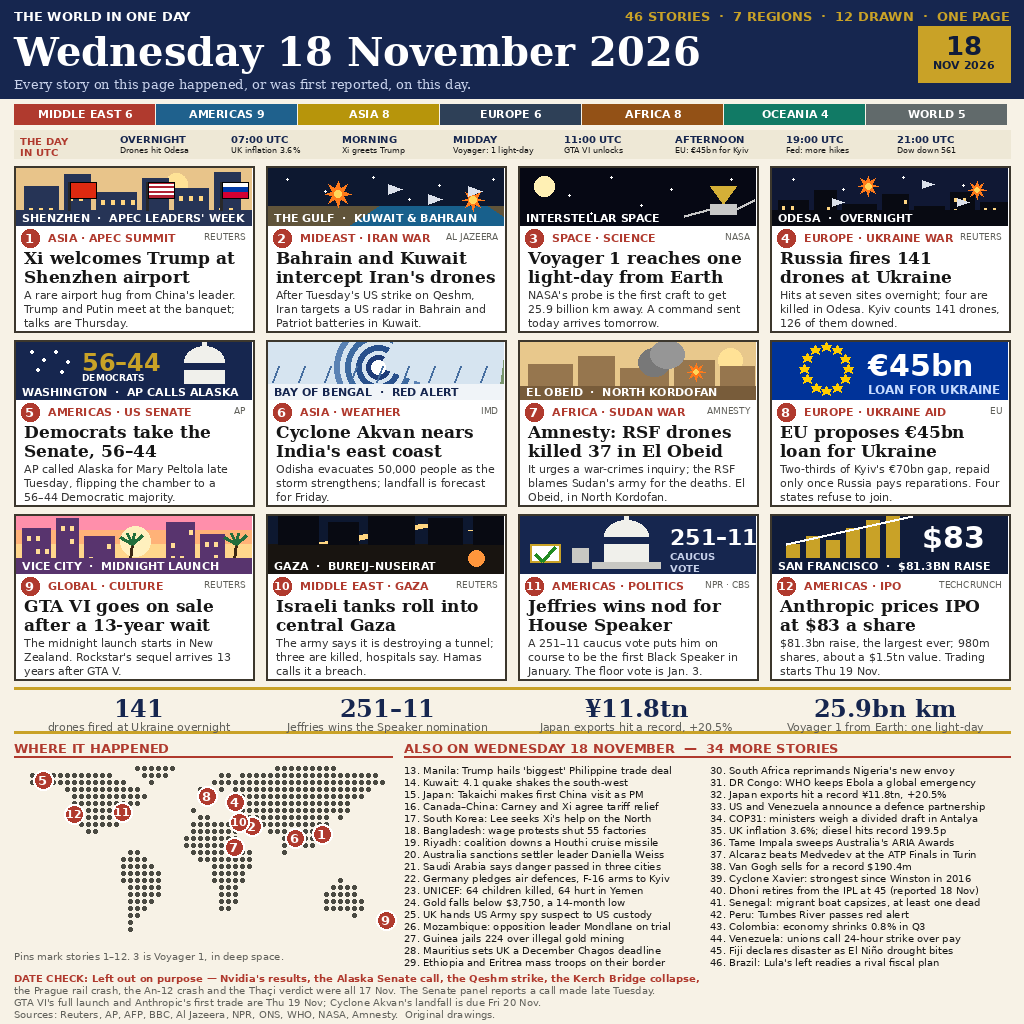 THE WORLD IN ONE DAY
46 STORIES · 7 REGIONS · 12 DRAWN · ONE PAGE
Wednesday 18 November 2026
18
NOV 2026
Every story on this page happened, or was first reported, on this day.
MIDDLE EAST 6
AMERICAS 9
ASIA 8
EUROPE 6
AFRICA 8
OCEANIA 4
WORLD 5
THE DAY
IN UTC
OVERNIGHT
Drones hit Odesa
07:00 UTC
UK inflation 3.6%
MORNING
Xi greets Trump
MIDDAY
Voyager: 1 light-day
11:00 UTC
GTA VI unlocks
AFTERNOON
EU: €45bn for Kyiv
19:00 UTC
Fed: more hikes
21:00 UTC
Dow down 561
SHENZHEN · APEC LEADERS' WEEK
1 ASIA · APEC SUMMIT REUTERS
Xi welcomes Trump at
Shenzhen airport
A rare airport hug from China's leader.
Trump and Putin meet at the banquet;
talks are Thursday.
THE GULF · KUWAIT & BAHRAIN
2 MIDEAST · IRAN WAR AL JAZEERA
Bahrain and Kuwait
intercept Iran's drones
After Tuesday's US strike on Qeshm,
Iran targets a US radar in Bahrain and
Patriot batteries in Kuwait.
INTERSTELLAR SPACE
3 SPACE · SCIENCE NASA
Voyager 1 reaches one
light-day from Earth
NASA's probe is the first craft to get
25.9 billion km away. A command sent
today arrives tomorrow.
ODESA · OVERNIGHT
4 EUROPE · UKRAINE WAR REUTERS
Russia fires 141
drones at Ukraine
Hits at seven sites overnight; four are
killed in Odesa. Kyiv counts 141 drones,
126 of them downed.
56–44
DEMOCRATS
WASHINGTON · AP CALLS ALASKA
5 AMERICAS · US SENATE AP
Democrats take the
Senate, 56–44
AP called Alaska for Mary Peltola late
Tuesday, flipping the chamber to a
56–44 Democratic majority.
BAY OF BENGAL · RED ALERT
6 ASIA · WEATHER IMD
Cyclone Akvan nears
India's east coast
Odisha evacuates 50,000 people as the
storm strengthens; landfall is forecast
for Friday.
EL OBEID · NORTH KORDOFAN
7 AFRICA · SUDAN WAR AMNESTY
Amnesty: RSF drones
killed 37 in El Obeid
It urges a war-crimes inquiry; the RSF
blames Sudan's army for the deaths. El
Obeid, in North Kordofan.
€45bn
LOAN FOR UKRAINE
8 EUROPE · UKRAINE AID EU
EU proposes €45bn
loan for Ukraine
Two-thirds of Kyiv's €70bn gap, repaid
only once Russia pays reparations. Four
states refuse to join.
VICE CITY · MIDNIGHT LAUNCH
9 GLOBAL · CULTURE REUTERS
GTA VI goes on sale
after a 13-year wait
The midnight launch starts in New
Zealand. Rockstar's sequel arrives 13
years after GTA V.
GAZA · BUREIJ–NUSEIRAT
10 MIDDLE EAST · GAZA REUTERS
Israeli tanks roll into
central Gaza
The army says it is destroying a tunnel;
three are killed, hospitals say. Hamas
calls it a breach.
251–11
CAUCUS
VOTE
11 AMERICAS · POLITICS NPR · CBS
Jeffries wins nod for
House Speaker
A 251–11 caucus vote puts him on
course to be the first Black Speaker in
January. The floor vote is Jan. 3.
$83
SAN FRANCISCO · $81.3BN RAISE
12 AMERICAS · IPO TECHCRUNCH
Anthropic prices IPO
at $83 a share
$81.3bn raise, the largest ever; 980m
shares, about a $1.5tn value. Trading
starts Thu 19 Nov.
141
drones fired at Ukraine overnight
251–11
Jeffries wins the Speaker nomination
¥11.8tn
Japan exports hit a record, +20.5%
25.9bn km
Voyager 1 from Earth: one light-day
WHERE IT HAPPENED
5
12
11
8
4
10
2
7
6
1
9
Pins mark stories 1–12. 3 is Voyager 1, in deep space.
ALSO ON WEDNESDAY 18 NOVEMBER — 34 MORE STORIES
13. Manila: Trump hails 'biggest' Philippine trade deal
14. Kuwait: 4.1 quake shakes the south-west
15. Japan: Takaichi makes first China visit as PM
16. Canada–China: Carney and Xi agree tariff relief
17. South Korea: Lee seeks Xi's help on the North
18. Bangladesh: wage protests shut 55 factories
19. Riyadh: coalition downs a Houthi cruise missile
20. Australia sanctions settler leader Daniella Weiss
21. Saudi Arabia says danger passed in three cities
22. Germany pledges air defences, F-16 arms to Kyiv
23. UNICEF: 64 children killed, 64 hurt in Yemen
24. Gold falls below $3,750, a 14-month low
25. UK hands US Army spy suspect to US custody
26. Mozambique: opposition leader Mondlane on trial
27. Guinea jails 224 over illegal gold mining
28. Mauritius sets UK a December Chagos deadline
29. Ethiopia and Eritrea mass troops on their border
30. South Africa reprimands Nigeria's new envoy
31. DR Congo: WHO keeps Ebola a global emergency
32. Japan exports hit a record ¥11.8tn, +20.5%
33. US and Venezuela announce a defence partnership
34. COP31: ministers weigh a divided draft in Antalya
35. UK inflation 3.6%; diesel hits record 199.5p
36. Tame Impala sweeps Australia's ARIA Awards
37. Alcaraz beats Medvedev at the ATP Finals in Turin
38. Van Gogh sells for a record $190.4m
39. Cyclone Xavier: strongest since Winston in 2016
40. Dhoni retires from the IPL at 45 (reported 18 Nov)
41. Senegal: migrant boat capsizes, at least one dead
42. Peru: Tumbes River passes red alert
43. Colombia: economy shrinks 0.8% in Q3
44. Venezuela: unions call 24-hour strike over pay
45. Fiji declares disaster as El Niño drought bites
46. Brazil: Lula's left readies a rival fiscal plan
DATE CHECK: Left out on purpose — Nvidia's results, the Alaska Senate call, the Qeshm strike, the Kerch Bridge collapse,
the Prague rail crash, the An-12 crash and the Thaçi verdict were all 17 Nov. The Senate panel reports a call made late Tuesday.
GTA VI's full launch and Anthropic's first trade are Thu 19 Nov; Cyclone Akvan's landfall is due Fri 20 Nov.
Sources: Reuters, AP, AFP, BBC, Al Jazeera, NPR, ONS, WHO, NASA, Amnesty. Original drawings.